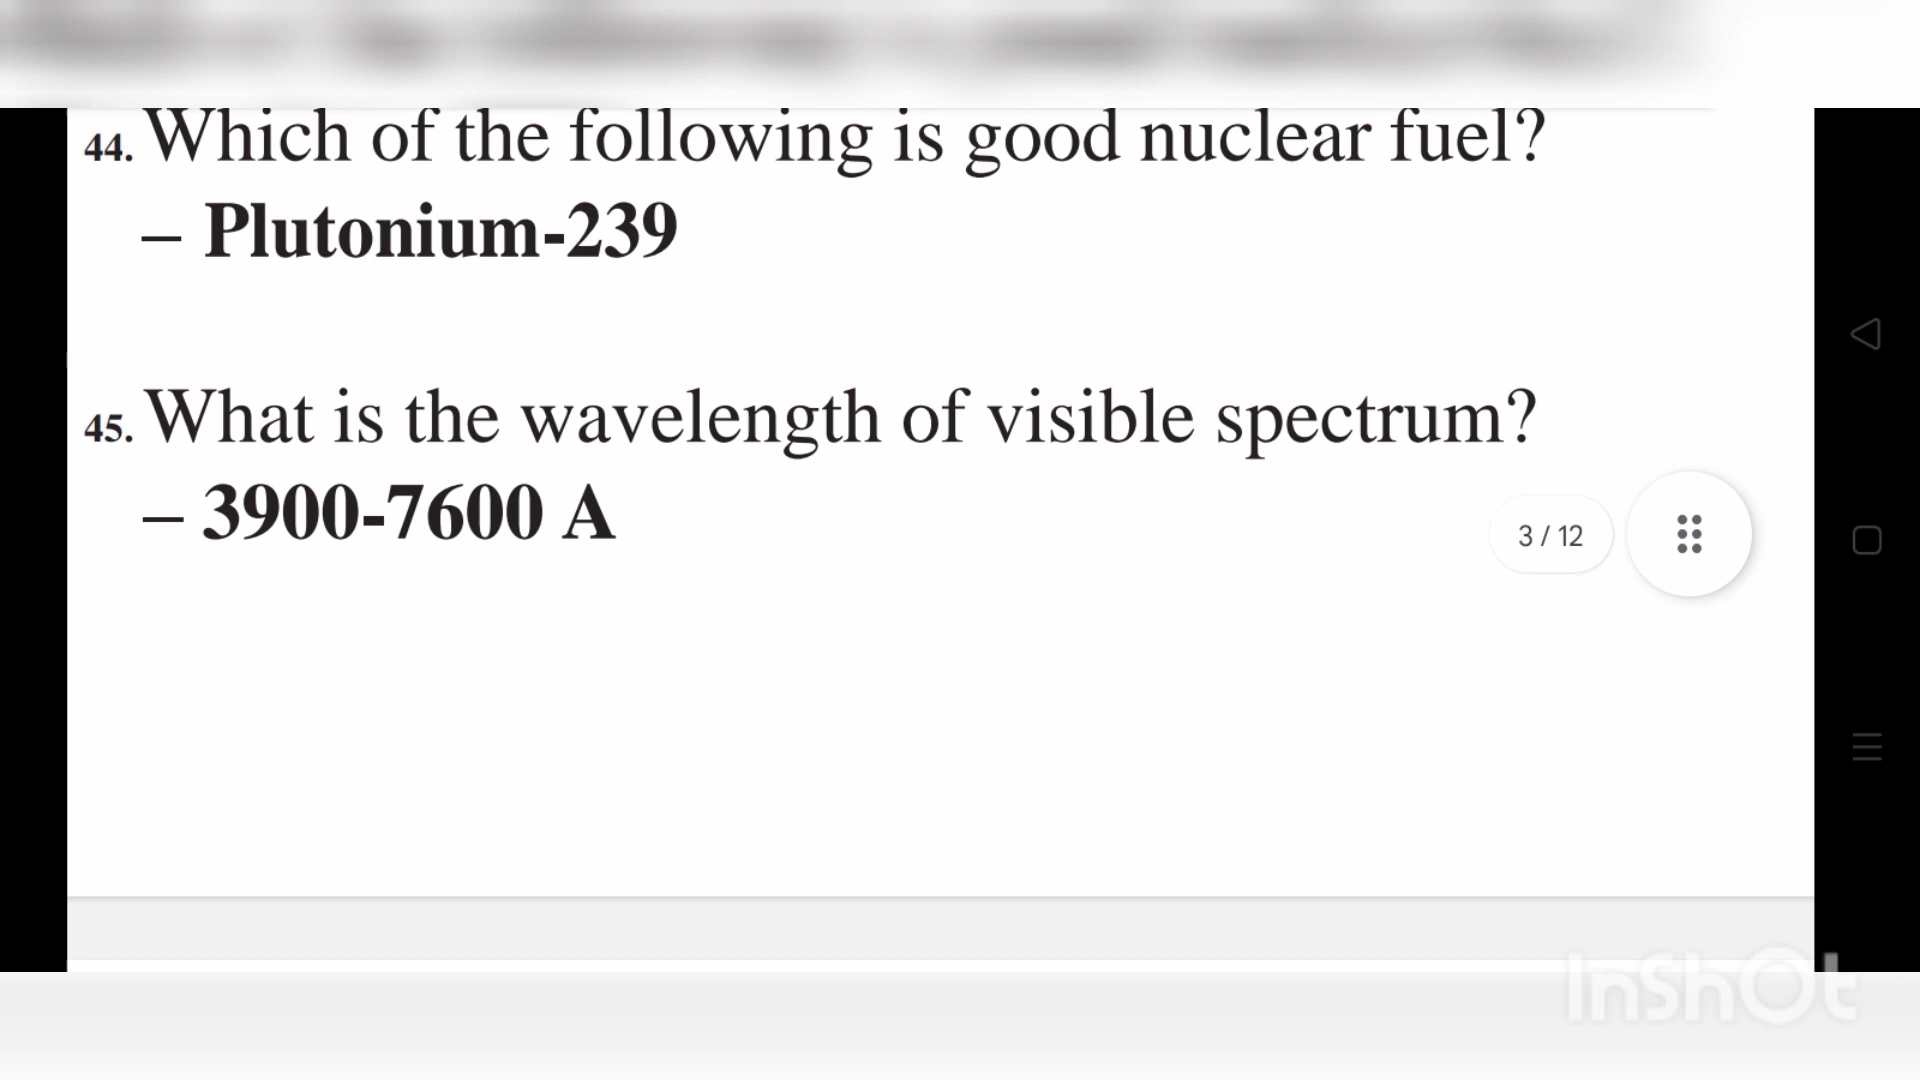 44. Which of the following is good nuclear fuel?
– Plutonium-239
45. What is the wavelength of visible spectrum?
– 3900-7600 A
3 / 12
InShOt